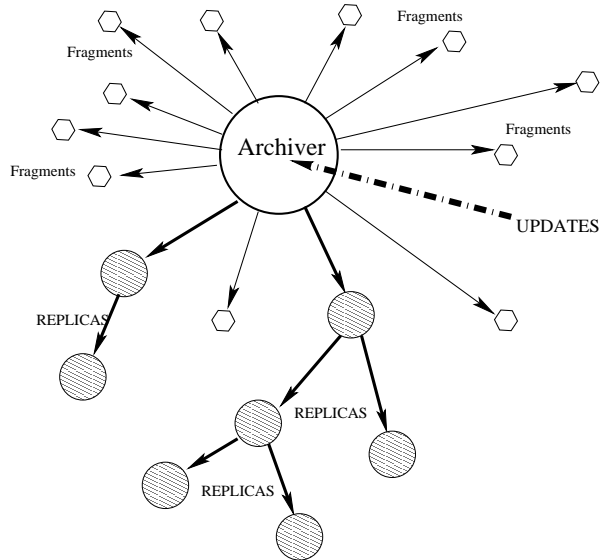 Fragments
Fragments
Fragments
Archiver
Fragments
UPDATES
REPLICAS
REPLICAS
REPLICAS